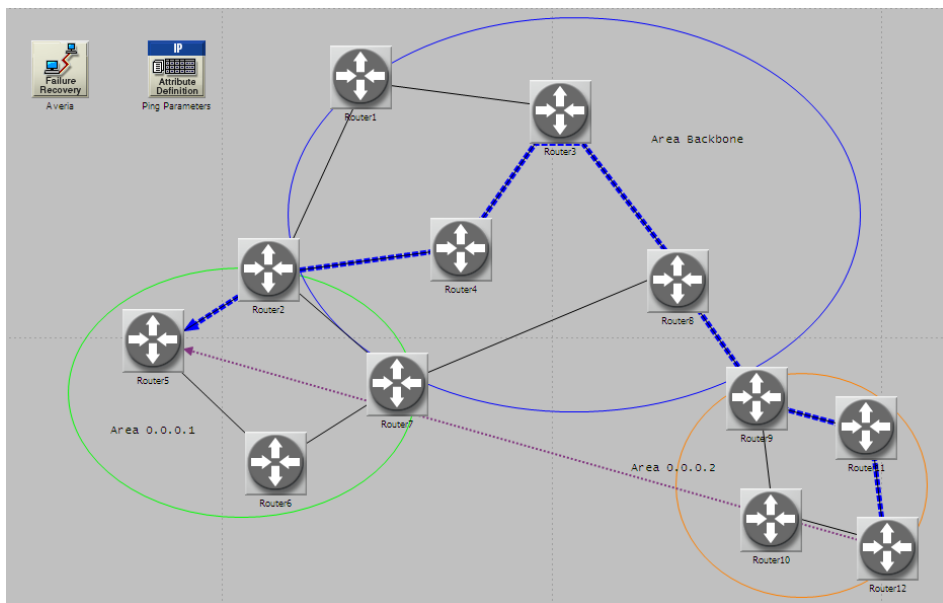 IP
Failure
Recovery
Averia
Attribute
Definition
Ping Parameters
Router1
Router3
Area Backbone
Router4
Router2
Router8
Router5
Router7
Area 0.0.0.1
Router9
Router11
Area 0.0.0.2
Router6
Router10
Router12